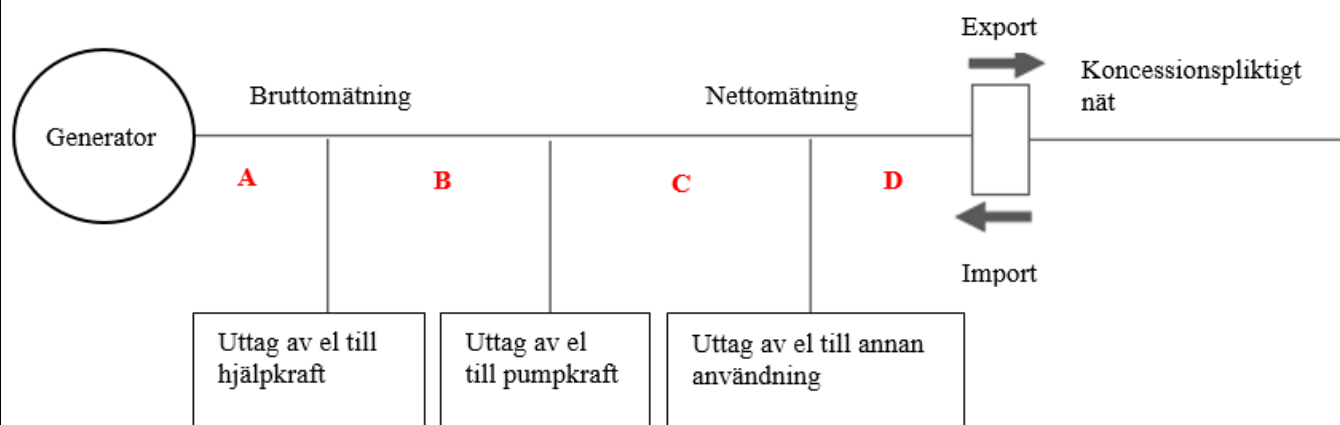 Export
Koncessionspliktigt
nät
Bruttomätning
Nettomätning
Generator
A
B
C
D
Import
Uttag av el till
hjälpkraft
Uttag av el
till pumpkraft
Uttag av el till annan
användning